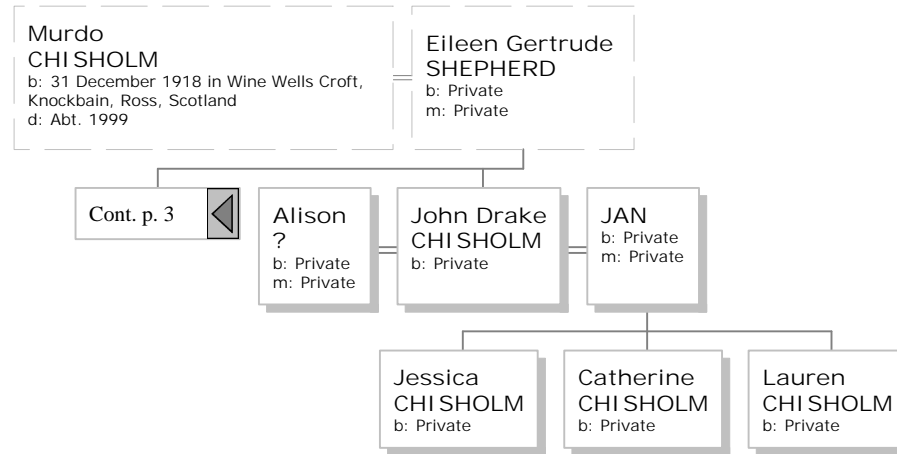 Murdo
CHISHOLM
b: 31 December 1918 in Wine Wells Croft,
Knockbain, Ross, Scotland
d: Abt. 1999
Eileen Gertrude
SHEPHERD
b: Private
m: Private
Cont. p. 3
Alison
?
b: Private
m: Private
John Drake
CHISHOLM
b: Private
JAN
b: Private
m: Private
Jessica
CHISHOLM
b: Private
Catherine
CHISHOLM
b: Private
Lauren
CHISHOLM
b: Private